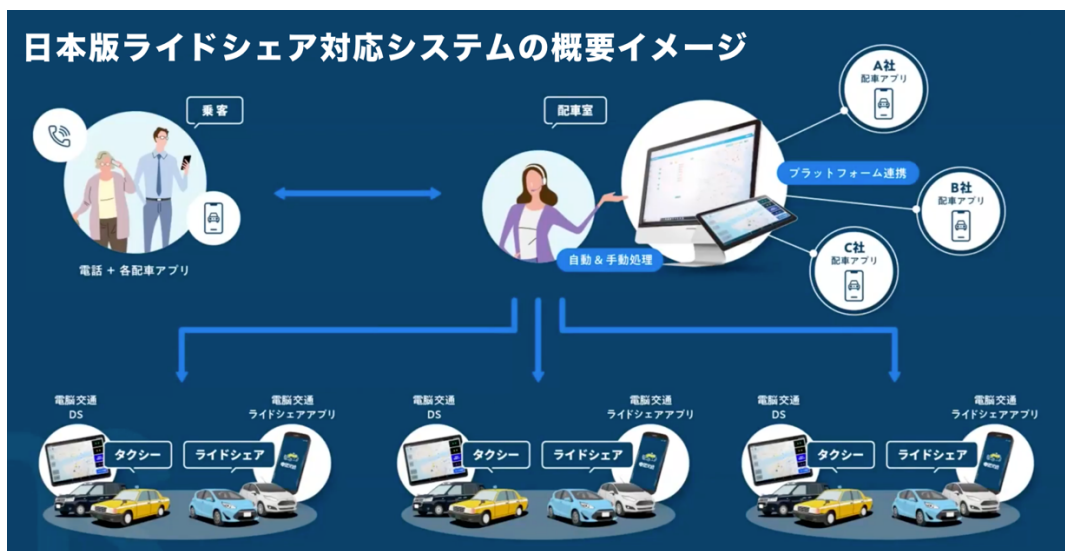 日本版ライドシェア対応システムの概要イメージ
乗客
電話 + 各配車アプリ
配車室
自動 & 手動処理
プラットフォーム連携
A社
配車アプリ
B社
配車アプリ
C社
配車アプリ
電脳交通
DS
タクシー
電脳交通
ライドシェアアプリ
ライドシェア
電脳交通
DS
タクシー
電脳交通
ライドシェアアプリ
ライドシェア
電脳交通
DS
タクシー
電脳交通
ライドシェアアプリ
ライドシェア